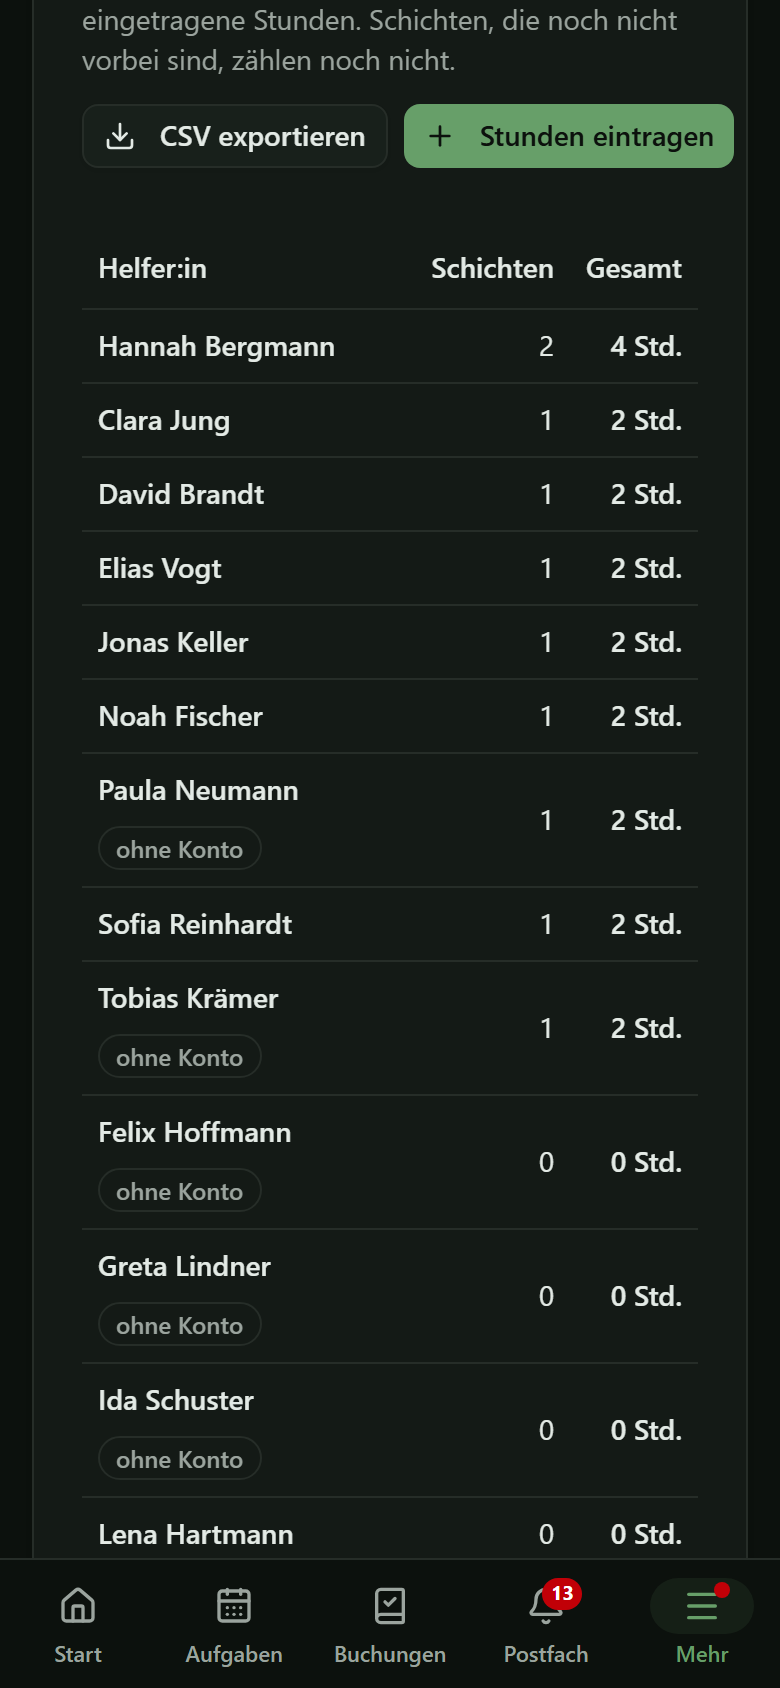 eingetragene Stunden. Schichten, die noch nicht
vorbei sind, zählen noch nicht.
CSV exportieren
Stunden eintragen
Helfer:in Schichten Gesamt
Hannah Bergmann 2 4 Std.
Clara Jung 1 2 Std.
David Brandt 1 2 Std.
Elias Vogt 1 2 Std.
Jonas Keller 1 2 Std.
Noah Fischer 1 2 Std.
Paula Neumann 1 2 Std.
ohne Konto
Sofia Reinhardt 1 2 Std.
Tobias Krämer 1 2 Std.
ohne Konto
Felix Hoffmann 0 0 Std.
ohne Konto
Greta Lindner 0 0 Std.
ohne Konto
Ida Schuster 0 0 Std.
ohne Konto
Lena Hartmann 0 0 Std.
13
Start Aufgaben Buchungen Postfach Mehr